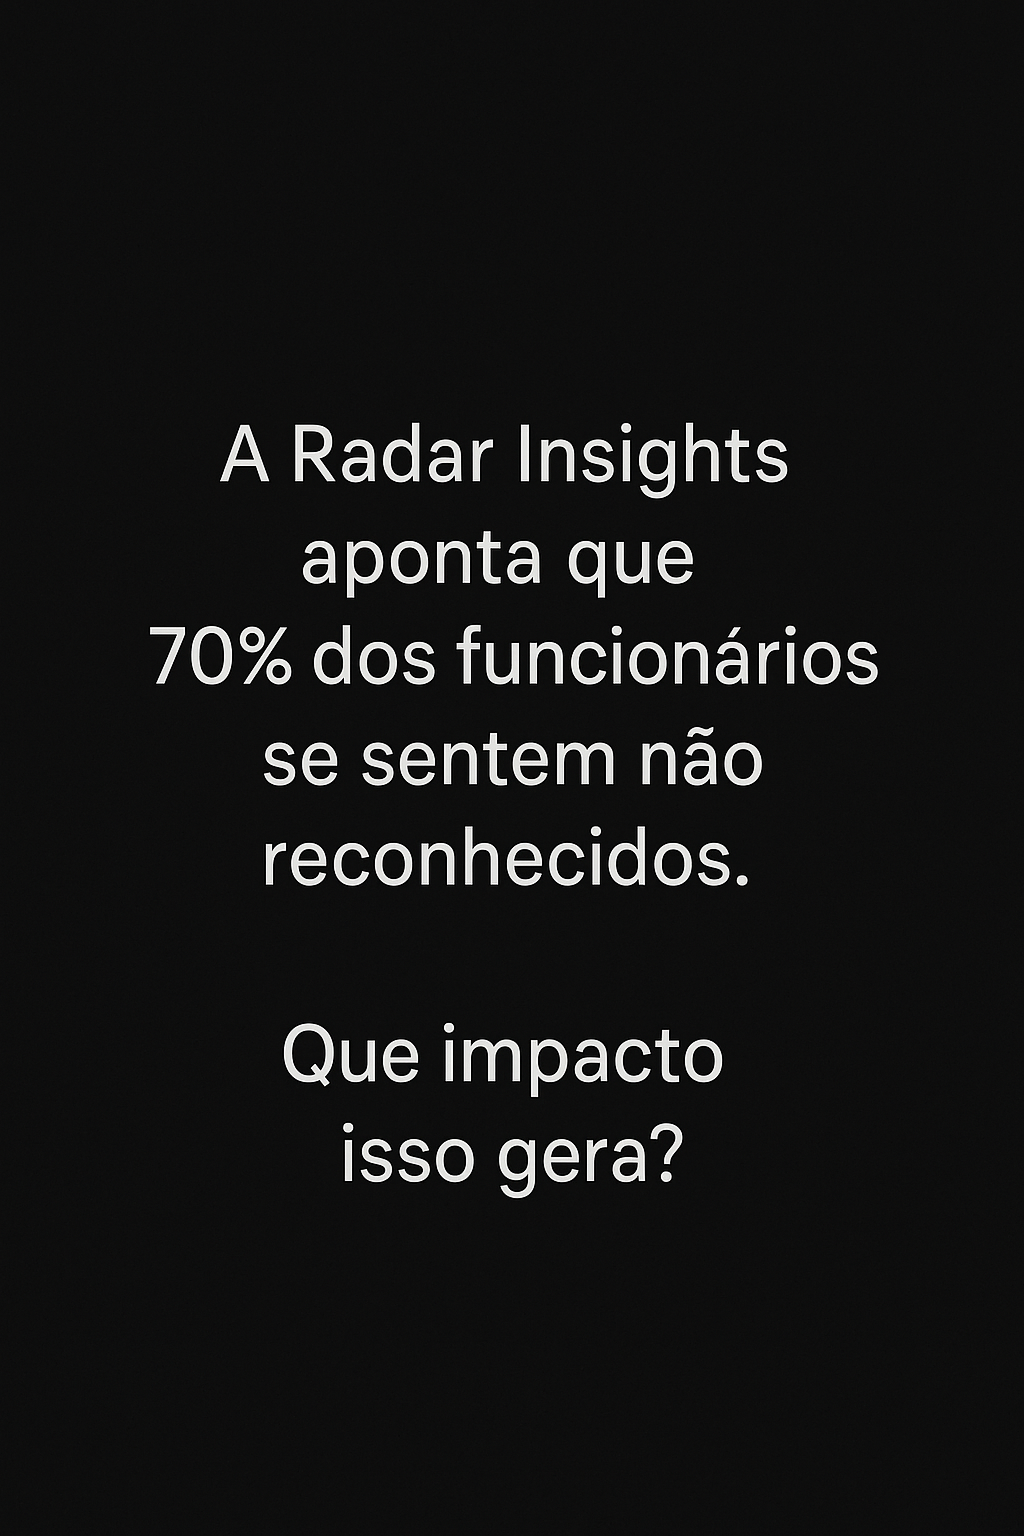 A Radar Insights
aponta que
70% dos funcionários
se sentem não
reconhecidos.
Que impacto
isso gera?